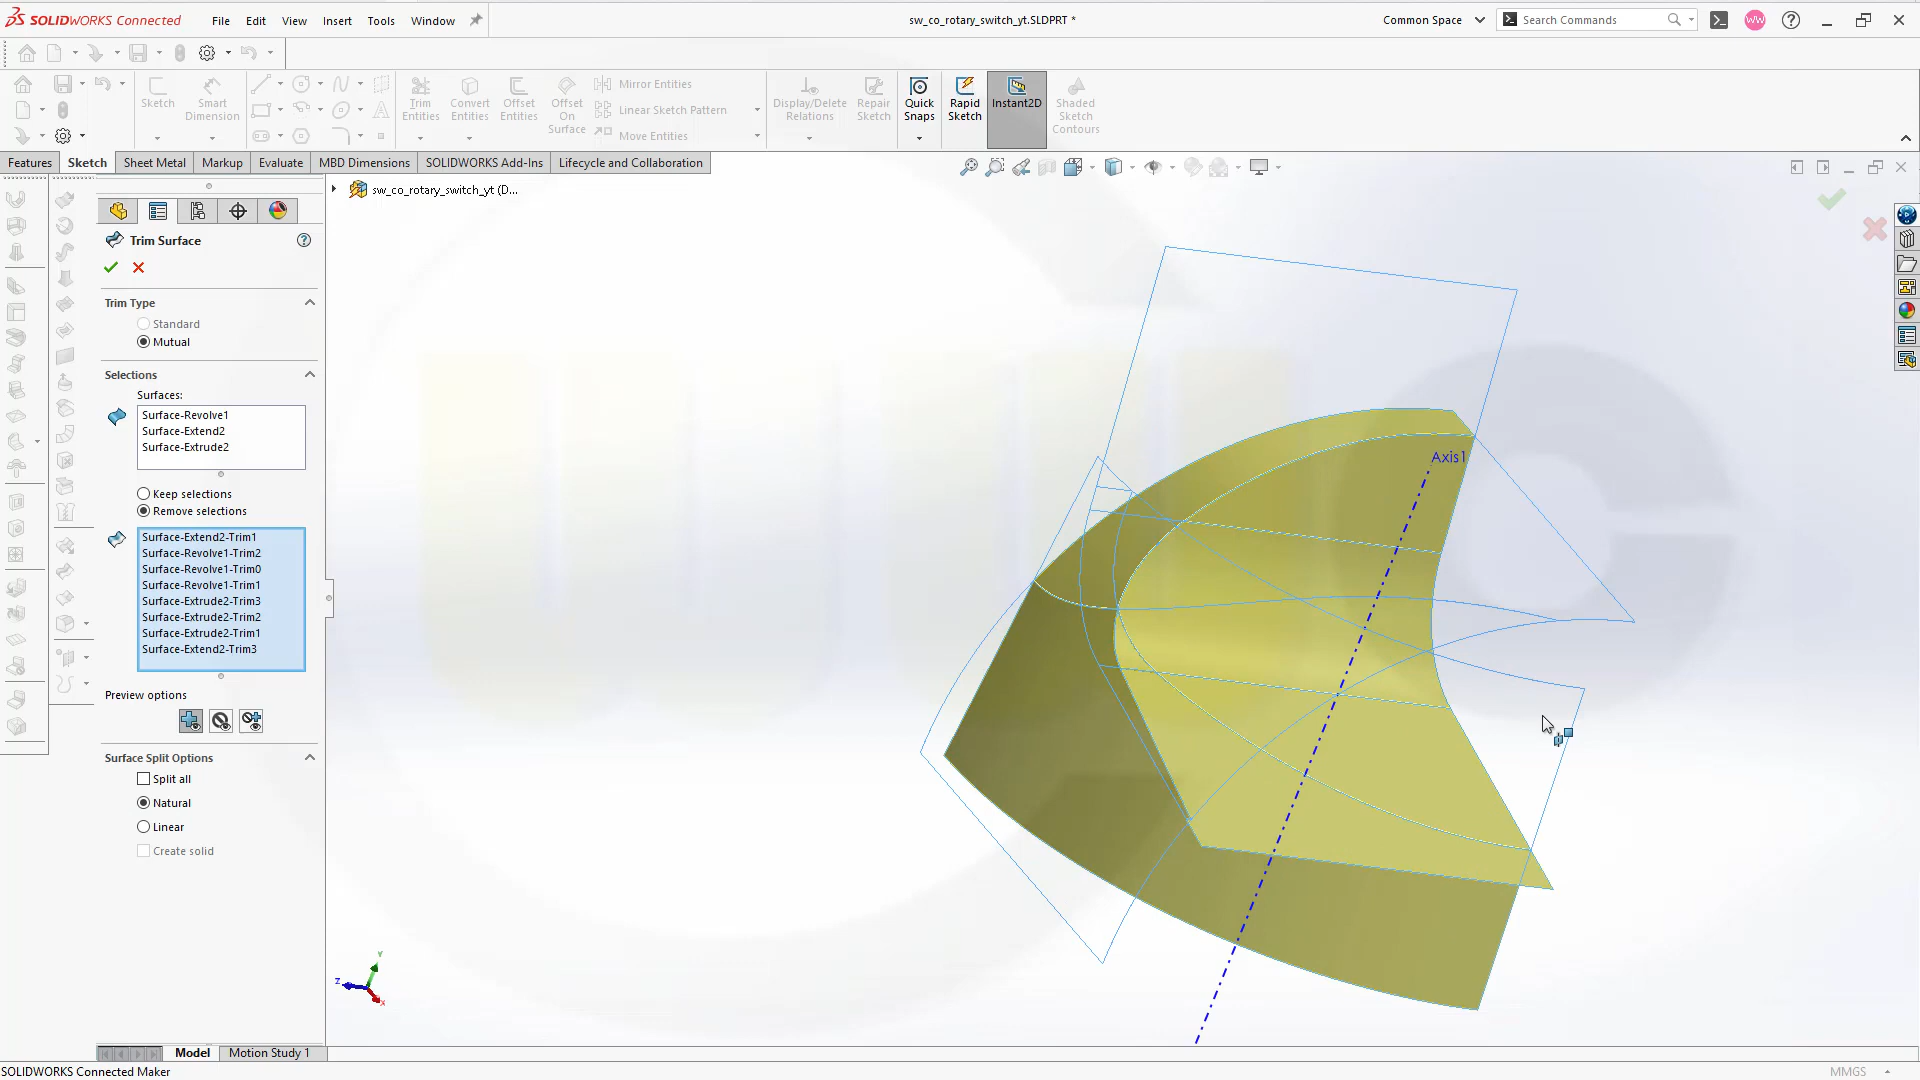 SOLIDWORKS Connected
File Edit View Insert Tools Window
sw_co_rotary_switch_yt.SLDPRT *
Common Space
Search Commands
WW
Sketch
Smart Dimension
Trim Entities
Convert Entities
Offset Entities
Offset On Surface
Mirror Entities
Linear Sketch Pattern
Move Entities
Display/Delete Relations
Repair Sketch
Quick Snaps
Rapid Sketch
Instant2D
Shaded Sketch Contours
Features Sketch Sheet Metal Markup Evaluate MBD Dimensions SOLIDWORKS Add-Ins Lifecycle and Collaboration
sw_co_rotary_switch_yt (D...
Trim Surface
Trim Type
Standard
Mutual
Selections
Surfaces:
Surface-Revolve1
Surface-Extend2
Surface-Extrude2
Keep selections
Remove selections
Surface-Extend2-Trim1
Surface-Revolve1-Trim2
Surface-Revolve1-Trim0
Surface-Revolve1-Trim1
Surface-Extrude2-Trim3
Surface-Extrude2-Trim2
Surface-Extrude2-Trim1
Surface-Extend2-Trim3
Preview options
Surface Split Options
Split all
Natural
Linear
Create solid
Axis1
Y
Z
X
Model Motion Study 1
SOLIDWORKS Connected Maker
MMGS